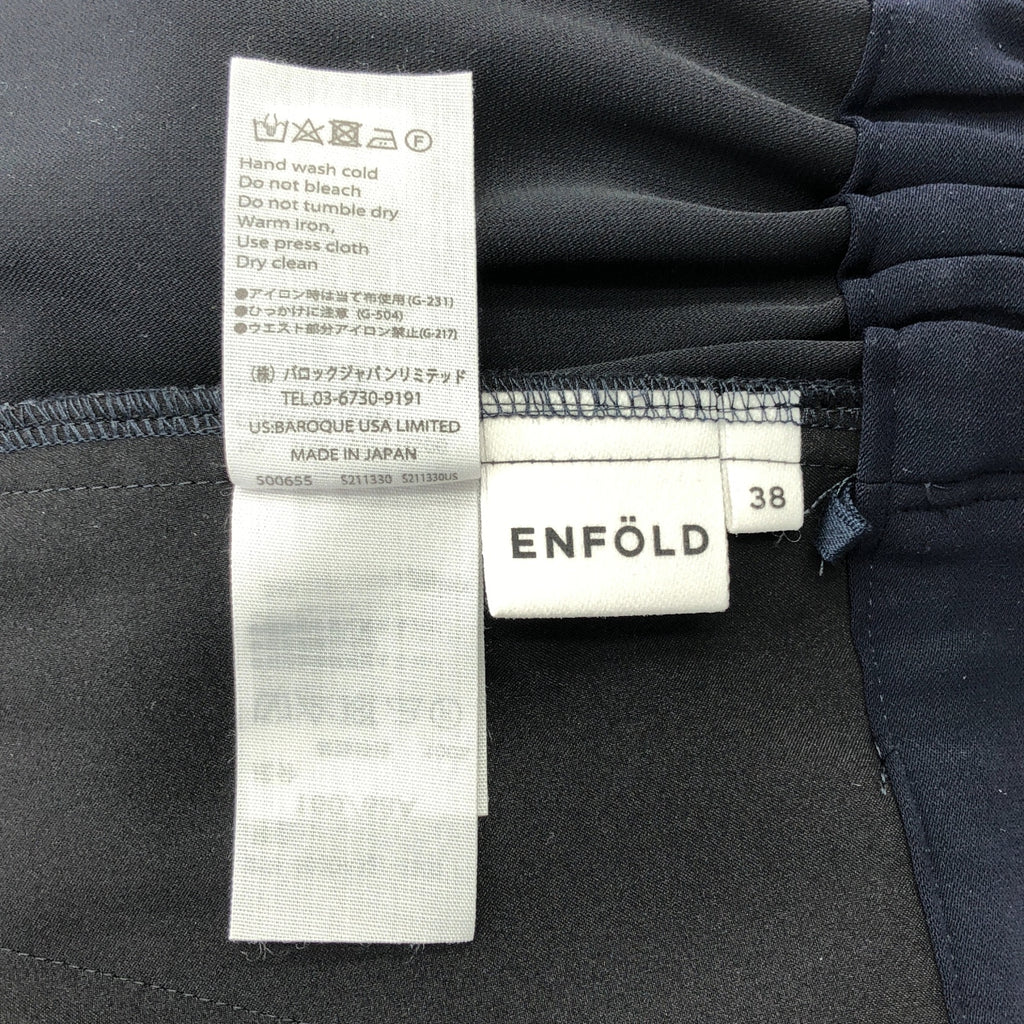 F
Hand wash cold
Do not bleach
Do not tumble dry
Warm iron,
Use press cloth
Dry clean
●アイロン時は当て布使用(G-231)
●ひっかけに注意 (G-504)
●ウエスト部分アイロン禁止(G-217)
(株) バロックジャパンリミテッド
TEL.03-6730-9191
US:BAROQUE USA LIMITED
MADE IN JAPAN
S00655 S211330 S211330US
ENFÖLD
38